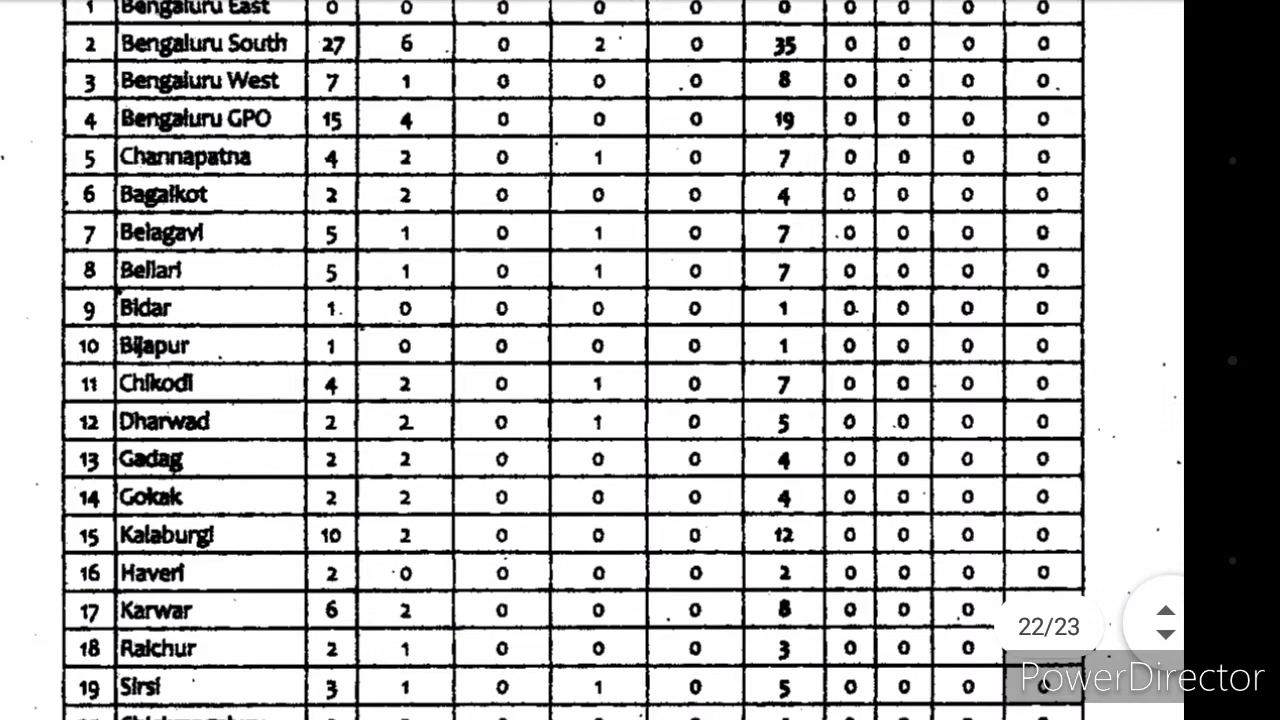 1 Bengaluru East 0 0 0 0 0 0 0 0 0 0
2 Bengaluru South 27 6 0 2 0 35 0 0 0 0
3 Bengaluru West 7 1 0 0 0 8 0 0 0 0
4 Bengaluru GPO 15 4 0 0 0 19 0 0 0 0
5 Channapatna 4 2 0 1 0 7 0 0 0 0
6 Bagalkot 2 2 0 0 0 4 0 0 0 0
7 Belagavi 5 1 0 1 0 7 0 0 0 0
8 Bellari 5 1 0 1 0 7 0 0 0 0
9 Bidar 1 0 0 0 0 1 0 0 0 0
10 Bijapur 1 0 0 0 0 1 0 0 0 0
11 Chikodi 4 2 0 1 0 7 0 0 0 0
12 Dharwad 2 2 0 1 0 5 0 0 0 0
13 Gadag 2 2 0 0 0 4 0 0 0 0
14 Gokak 2 2 0 0 0 4 0 0 0 0
15 Kalaburgi 10 2 0 0 0 12 0 0 0 0
16 Haveri 2 0 0 0 0 2 0 0 0 0
17 Karwar 6 2 0 0 0 8 0 0 0
18 Raichur 2 1 0 0 0 3 0 0 0
22/23
19 Sirsi 3 1 0 1 0 5 0 0 0 0
PowerDirector